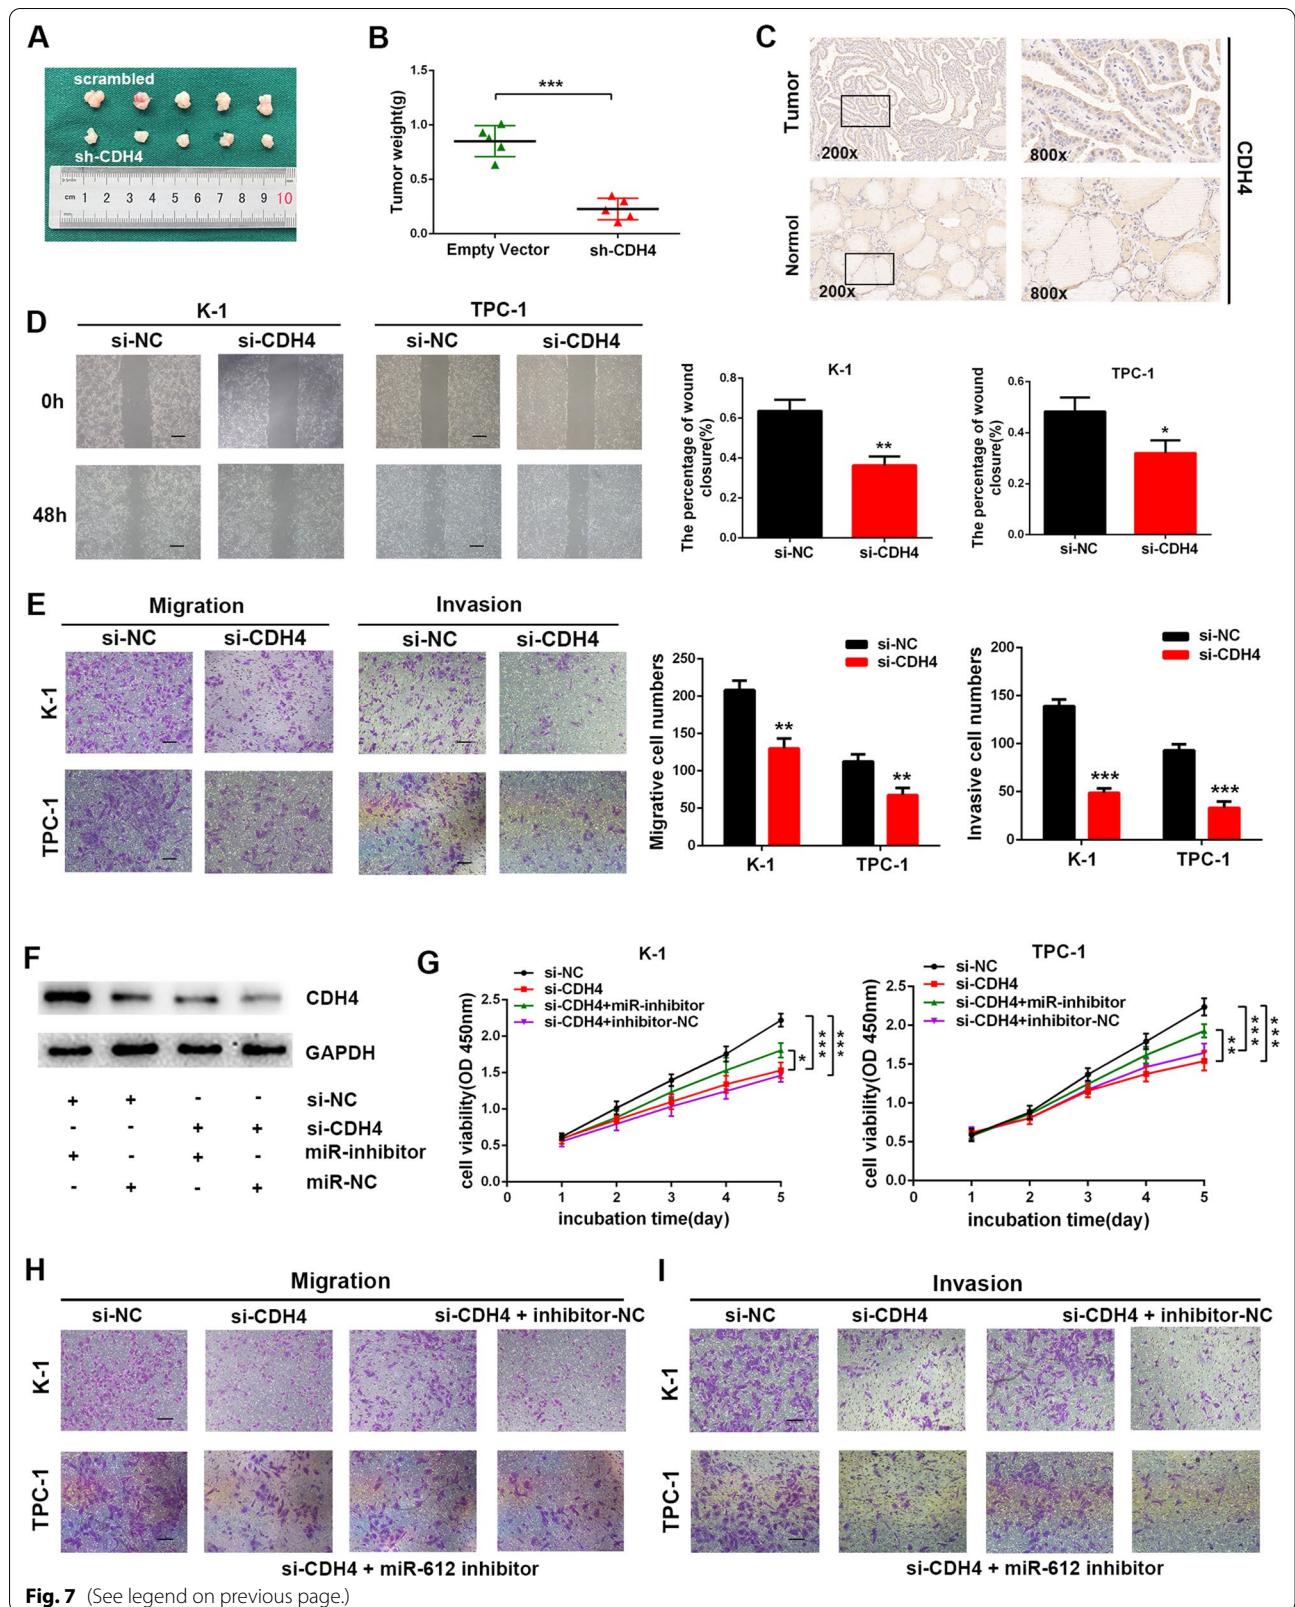 A
scrambled
sh-CDH4
cm 1 2 3 4 5 6 7 8 9 10
B
Tumor weight(g)
1.5
1.0
0.5
0.0
***
Empty Vector sh-CDH4
C
Tumor
200x 800x
Normol
200x 800x
CDH4
D
K-1 TPC-1
si-NC si-CDH4 si-NC si-CDH4
0h
48h
K-1
The percentage of wound
closure(%)
0.8
0.6
0.4
0.2
0.0
**
si-NC si-CDH4
TPC-1
The percentage of wound
closure(%)
0.6
0.4
0.2
0.0
*
si-NC si-CDH4
E
Migration Invasion
si-NC si-CDH4 si-NC si-CDH4
K-1
TPC-1
si-NC
si-CDH4
Migrative cell numbers
250
200
150
100
50
0
** **
K-1 TPC-1
si-NC
si-CDH4
Invasive cell numbers
200
150
100
50
0
*** ***
K-1 TPC-1
F
CDH4
GAPDH
+ + - - si-NC
- - + + si-CDH4
+ - + - miR-inhibitor
- + - + miR-NC
G
K-1
si-NC
si-CDH4
si-CDH4+miR-inhibitor
si-CDH4+inhibitor-NC
cell viability(OD 450nm)
2.5
2.0
1.5
1.0
0.5
0.0
* *** ***
0 1 2 3 4 5
incubation time(day)
TPC-1
si-NC
si-CDH4
si-CDH4+miR-inhibitor
si-CDH4+inhibitor-NC
cell viability(OD 450nm)
2.5
2.0
1.5
1.0
0.5
0.0
** *** ***
0 1 2 3 4 5
incubation time(day)
H
Migration
si-NC si-CDH4 si-CDH4 + inhibitor-NC
K-1
TPC-1
si-CDH4 + miR-612 inhibitor
I
Invasion
si-NC si-CDH4 si-CDH4 + inhibitor-NC
K-1
TPC-1
si-CDH4 + miR-612 inhibitor
Fig. 7 (See legend on previous page.)